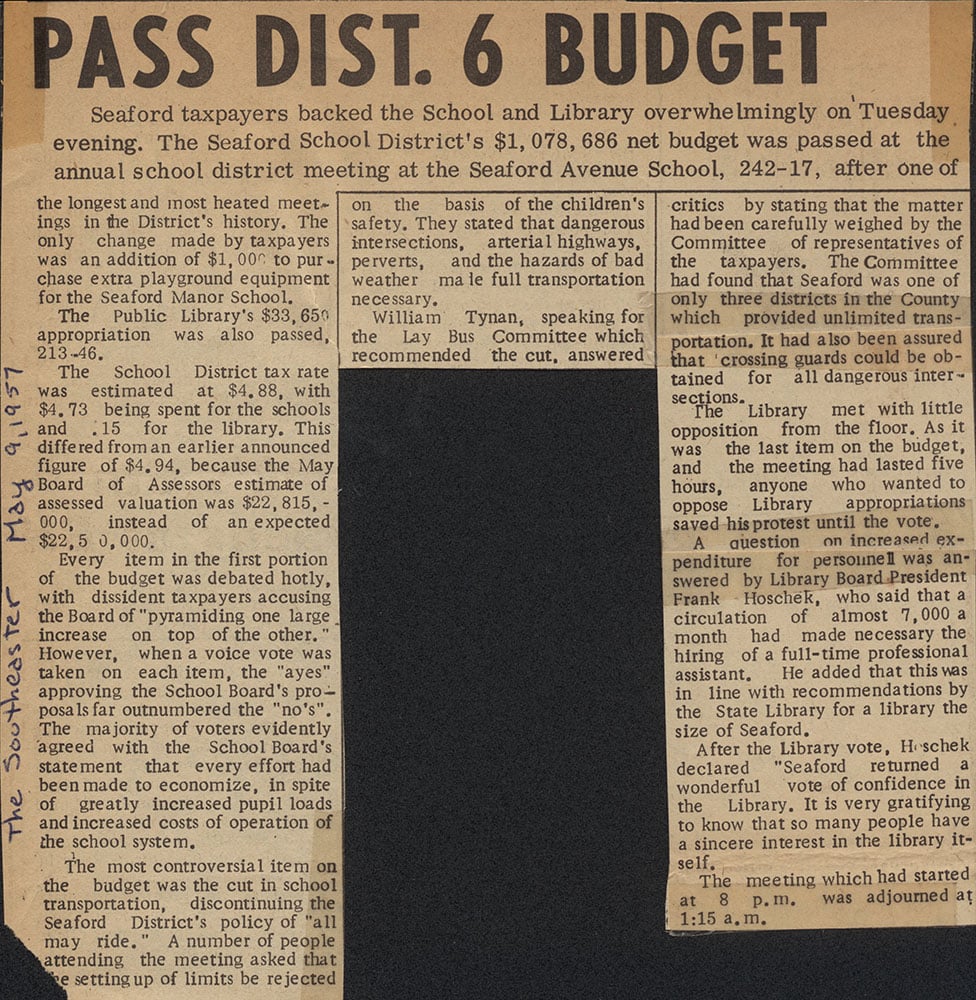 PASS DIST. 6 BUDGET
Seaford taxpayers backed the School and Library overwhelmingly on Tuesday
evening. The Seaford School District's $1,078,686 net budget was passed at the
annual school district meeting at the Seaford Avenue School, 242-17, after one of
the longest and most heated meet-
ings in the District's history. The
only change made by taxpayers
was an addition of $1,000 to pur-
chase extra playground equipment
for the Seaford Manor School.
The Public Library's $33,650
appropriation was also passed,
213-46.
The School District tax rate
was estimated at $4.88, with
$4.73 being spent for the schools
and .15 for the library. This
differed from an earlier announced
figure of $4.94, because the May
Board of Assessors estimate of
assessed valuation was $22,815,-
000, instead of an expected
$22,5 0,000.
Every item in the first portion
of the budget was debated hotly,
with dissident taxpayers accusing
the Board of "pyramiding one large
increase on top of the other."
However, when a voice vote was
taken on each item, the "ayes"
approving the School Board's pro-
posals far outnumbered the "no's".
The majority of voters evidently
agreed with the School Board's
statement that every effort had
been made to economize, in spite
of greatly increased pupil loads
and increased costs of operation of
the school system.
The most controversial item on
the budget was the cut in school
transportation, discontinuing the
Seaford District's policy of "all
may ride." A number of people
attending the meeting asked that
the setting up of limits be rejected
on the basis of the children's
safety. They stated that dangerous
intersections, arterial highways,
perverts, and the hazards of bad
weather made full transportation
necessary.
William Tynan, speaking for
the Lay Bus Committee which
recommended the cut, answered
critics by stating that the matter
had been carefully weighed by the
Committee of representatives of
the taxpayers. The Committee
had found that Seaford was one of
only three districts in the County
which provided unlimited trans-
portation. It had also been assured
that crossing guards could be ob-
tained for all dangerous inter-
sections.
The Library met with little
opposition from the floor. As it
was the last item on the budget,
and the meeting had lasted five
hours, anyone who wanted to
oppose Library appropriations
saved his protest until the vote.
A question on increased ex-
penditure for personnell was an-
swered by Library Board President
Frank Hoschek, who said that a
circulation of almost 7,000 a
month had made necessary the
hiring of a full-time professional
assistant. He added that this was
in line with recommendations by
the State Library for a library the
size of Seaford.
After the Library vote, Hoschek
declared "Seaford returned a
wonderful vote of confidence in
the Library. It is very gratifying
to know that so many people have
a sincere interest in the library it-
self.
The meeting which had started
at 8 p.m. was adjourned at
1:15 a.m.
The Southeaster May 9, 1957